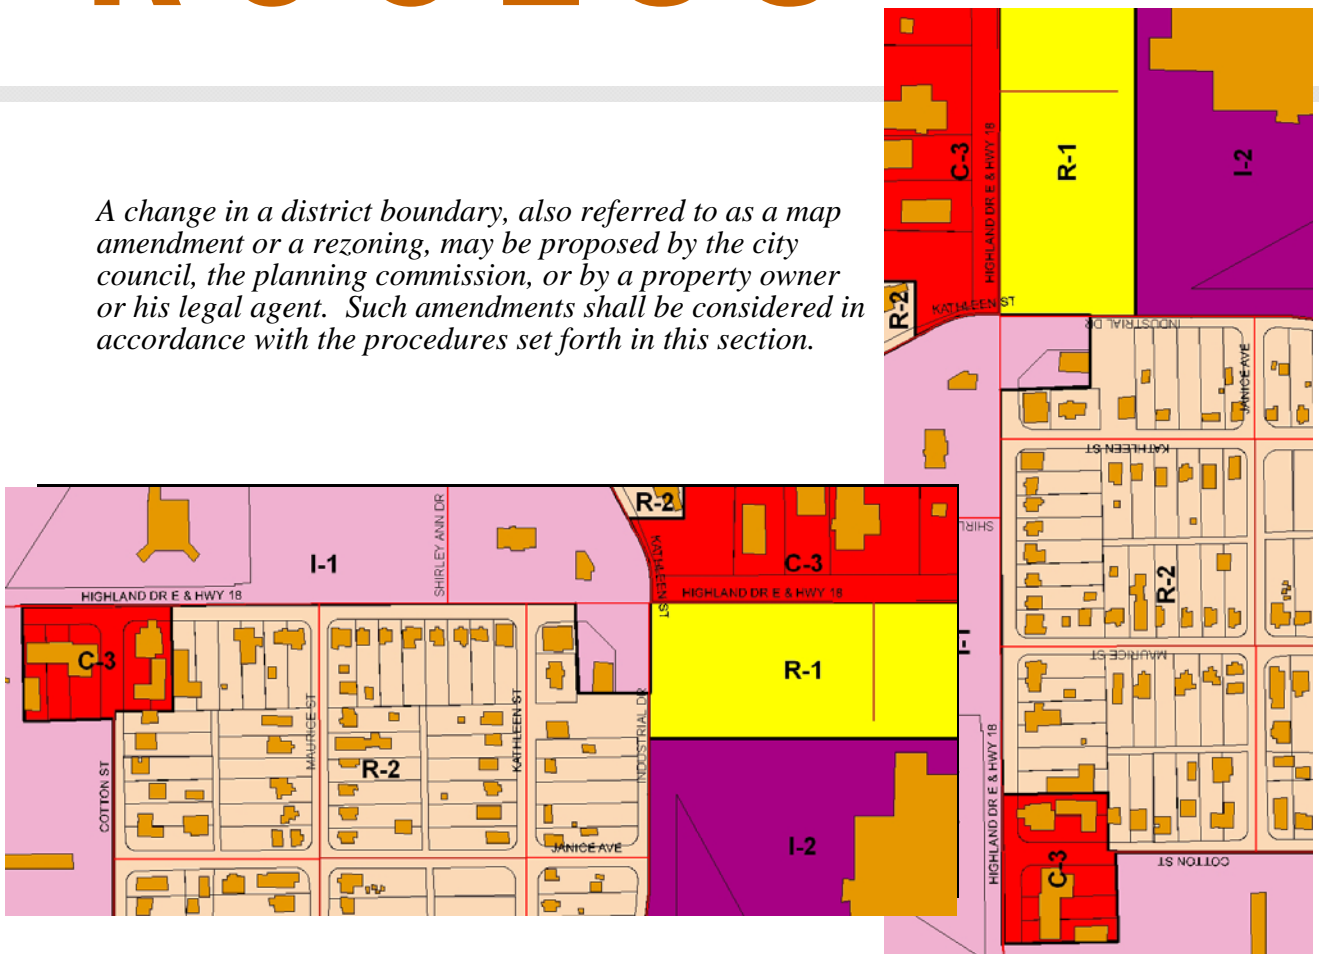 A change in a district boundary, also referred to as a map
amendment or a rezoning, may be proposed by the city
council, the planning commission, or by a property owner
or his legal agent.  Such amendments shall be considered in
accordance with the procedures set forth in this section.
C-3
HIGHLAND DR E & HWY 18
R-1
I-2
R-2
KATHLEEN ST
INDUSTRIAL DR
JANICE AVE
KATHLEEN ST
SHIRL
R-2
I-1
MAURICE ST
HIGHLAND DR E & HWY 18
C-3
COTTON ST
R-2
SHIRLEY ANN DR
I-1
KATHLEEN ST
C-3
HIGHLAND DR E & HWY 18
HIGHLAND DR E & HWY 18
C-3
R-1
MAURICE ST
KATHLEEN ST
INDUSTRIAL DR
R-2
COTTON ST
JANICE AVE
I-2